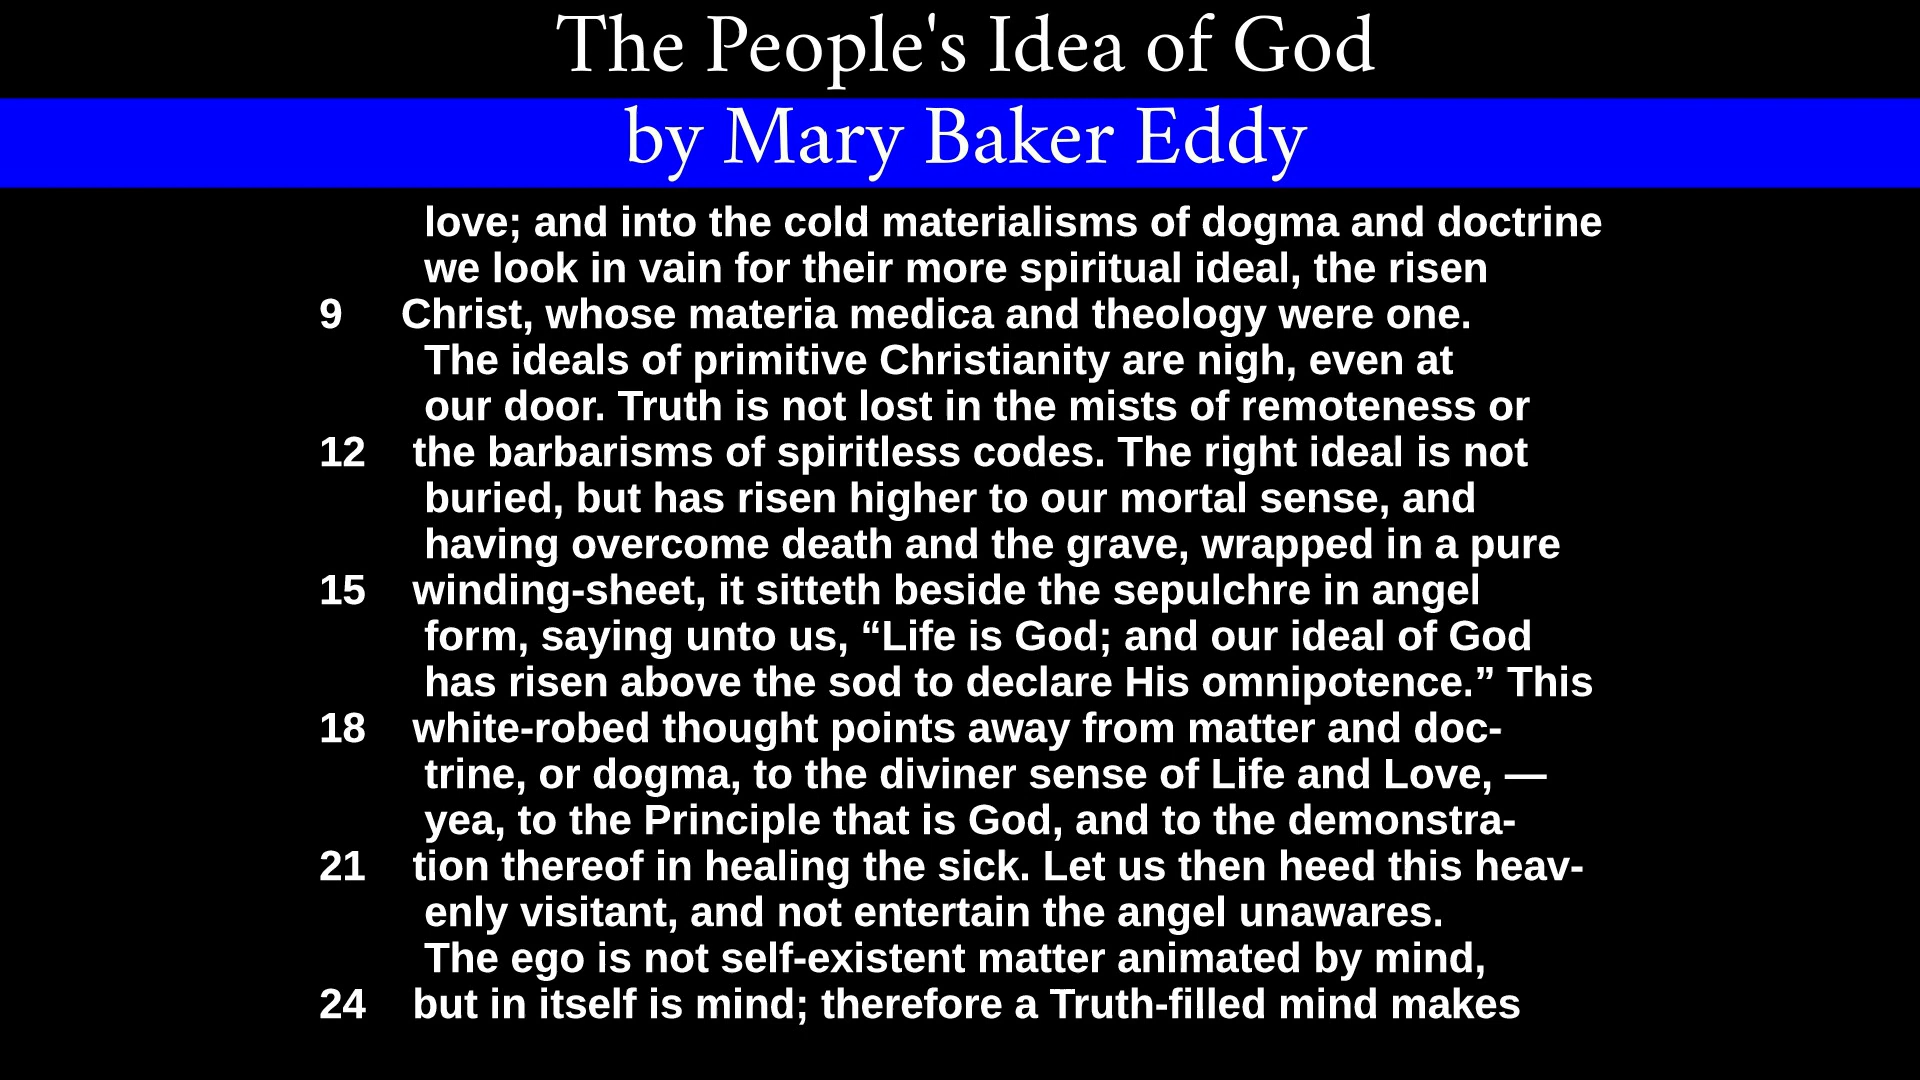 The People's Idea of God
by Mary Baker Eddy
love; and into the cold materialisms of dogma and doctrine
we look in vain for their more spiritual ideal, the risen
9 Christ, whose materia medica and theology were one.
The ideals of primitive Christianity are nigh, even at
our door. Truth is not lost in the mists of remoteness or
12 the barbarisms of spiritless codes. The right ideal is not
buried, but has risen higher to our mortal sense, and
having overcome death and the grave, wrapped in a pure
15 winding-sheet, it sitteth beside the sepulchre in angel
form, saying unto us, “Life is God; and our ideal of God
has risen above the sod to declare His omnipotence.” This
18 white-robed thought points away from matter and doc-
trine, or dogma, to the diviner sense of Life and Love, —
yea, to the Principle that is God, and to the demonstra-
21 tion thereof in healing the sick. Let us then heed this heav-
enly visitant, and not entertain the angel unawares.
The ego is not self-existent matter animated by mind,
24 but in itself is mind; therefore a Truth-filled mind makes